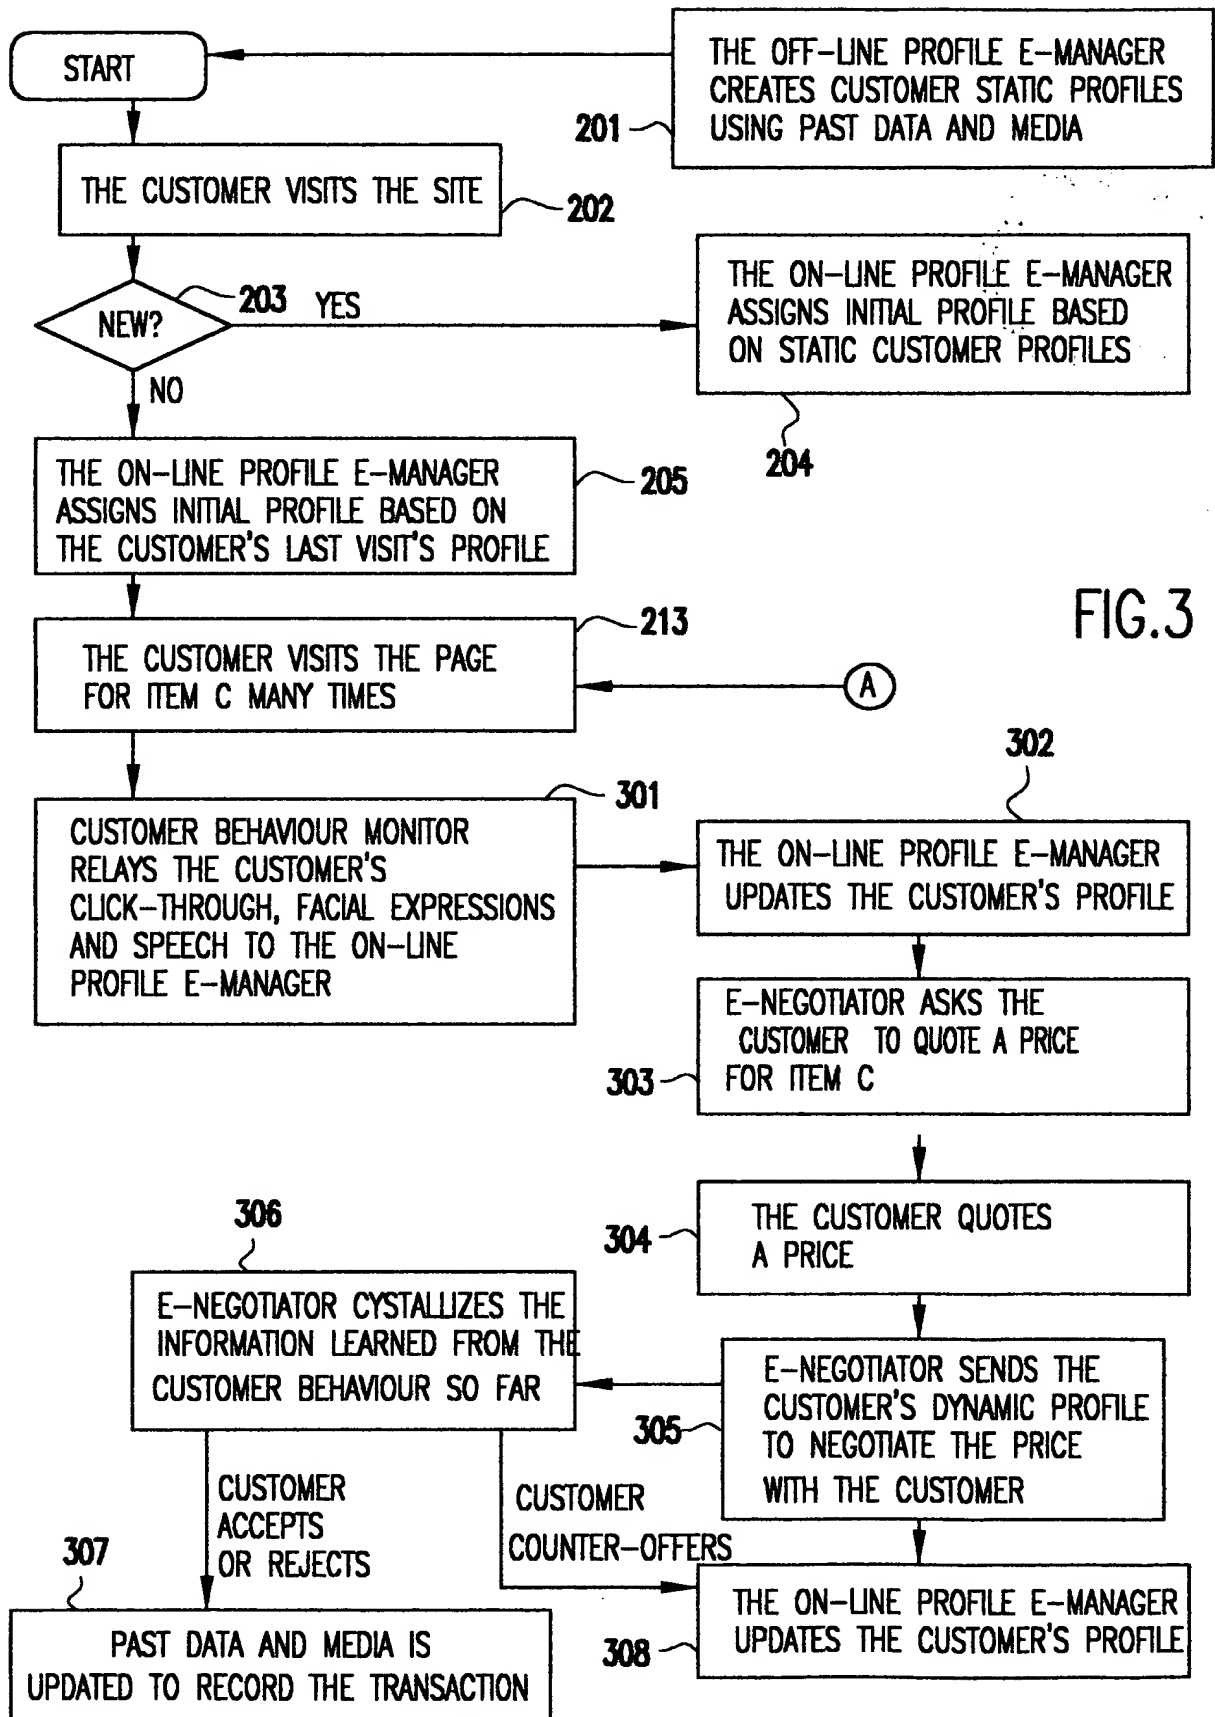 START
THE OFF-LINE PROFILE E-MANAGER
CREATES CUSTOMER STATIC PROFILES
USING PAST DATA AND MEDIA
201
THE CUSTOMER VISITS THE SITE
202
NEW?
203
YES
NO
THE ON-LINE PROFILE E-MANAGER
ASSIGNS INITIAL PROFILE BASED
ON STATIC CUSTOMER PROFILES
204
THE ON-LINE PROFILE E-MANAGER
ASSIGNS INITIAL PROFILE BASED ON
THE CUSTOMER'S LAST VISIT'S PROFILE
205
FIG.3
213
THE CUSTOMER VISITS THE PAGE
FOR ITEM C MANY TIMES
A
301
CUSTOMER BEHAVIOUR MONITOR
RELAYS THE CUSTOMER'S
CLICK-THROUGH, FACIAL EXPRESSIONS
AND SPEECH TO THE ON-LINE
PROFILE E-MANAGER
302
THE ON-LINE PROFILE E-MANAGER
UPDATES THE CUSTOMER'S PROFILE
E-NEGOTIATOR ASKS THE
CUSTOMER TO QUOTE A PRICE
FOR ITEM C
303
THE CUSTOMER QUOTES
A PRICE
304
E-NEGOTIATOR SENDS THE
CUSTOMER'S DYNAMIC PROFILE
TO NEGOTIATE THE PRICE
WITH THE CUSTOMER
305
306
E-NEGOTIATOR CYSTALLIZES THE
INFORMATION LEARNED FROM THE
CUSTOMER BEHAVIOUR SO FAR
CUSTOMER
ACCEPTS
OR REJECTS
CUSTOMER
COUNTER-OFFERS
307
PAST DATA AND MEDIA IS
UPDATED TO RECORD THE TRANSACTION
THE ON-LINE PROFILE E-MANAGER
UPDATES THE CUSTOMER'S PROFILE
308